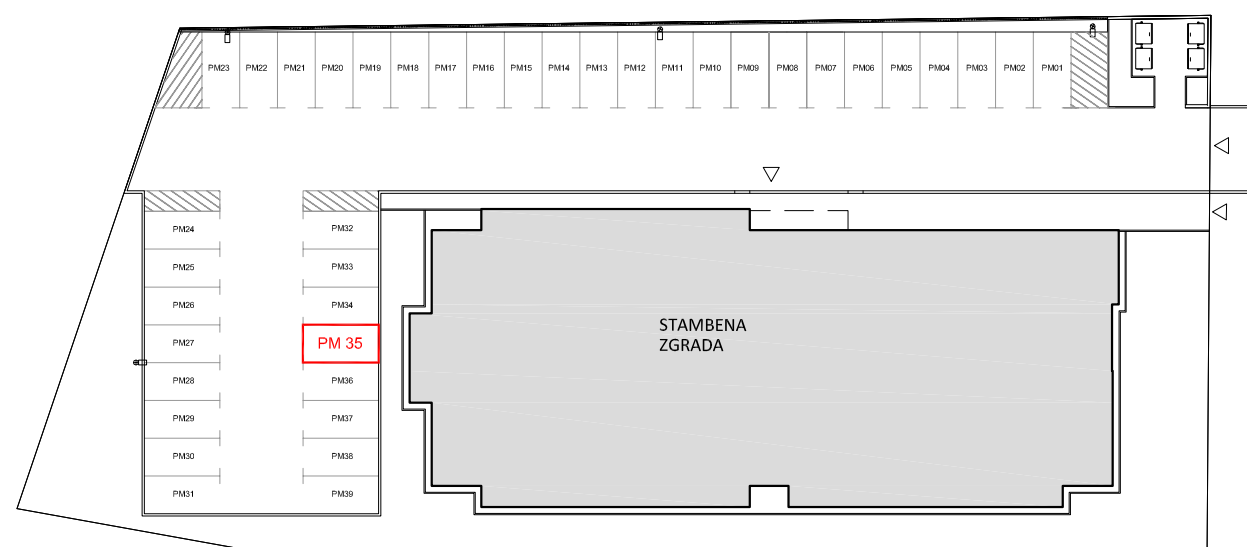 PM23 PM22 PM21 PM20 PM19 PM18 PM17 PM16 PM15 PM14 PM13 PM12 PM11 PM10 PM09 PM08 PM07 PM06 PM05 PM04 PM03 PM02 PM01
PM24 PM32
PM25 PM33
PM26 PM34
PM27 PM 35
PM28 PM36
PM29 PM37
PM30 PM38
PM31 PM39
STAMBENA
ZGRADA